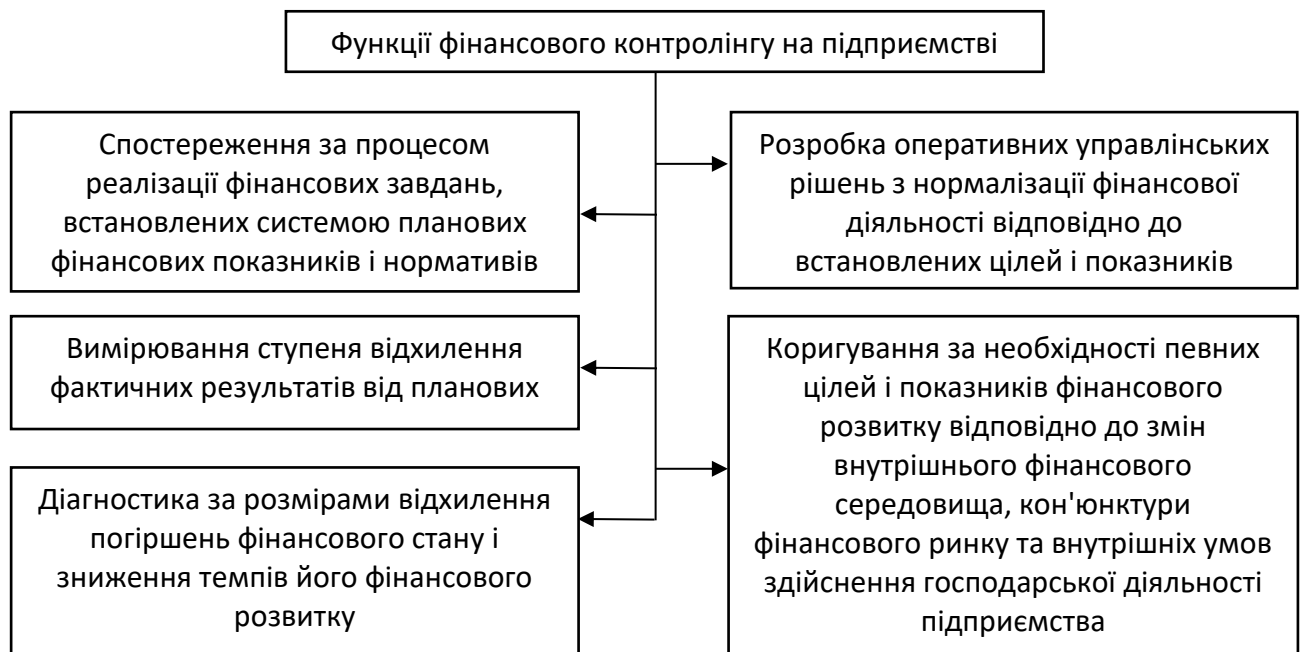 Функції фінансового контролінгу на підприємстві
Спостереження за процесом
реалізації фінансових завдань,
встановлених системою планових
фінансових показників і нормативів
Вимірювання ступеня відхилення
фактичних результатів від планових
Діагностика за розмірами відхилення
погіршень фінансового стану і
зниження темпів його фінансового
розвитку
Розробка оперативних управлінських
рішень з нормалізації фінансової
діяльності відповідно до
встановлених цілей і показників
Коригування за необхідності певних
цілей і показників фінансового
розвитку відповідно до змін
внутрішнього фінансового
середовища, кон'юнктури
фінансового ринку та внутрішніх умов
здійснення господарської діяльності
підприємства